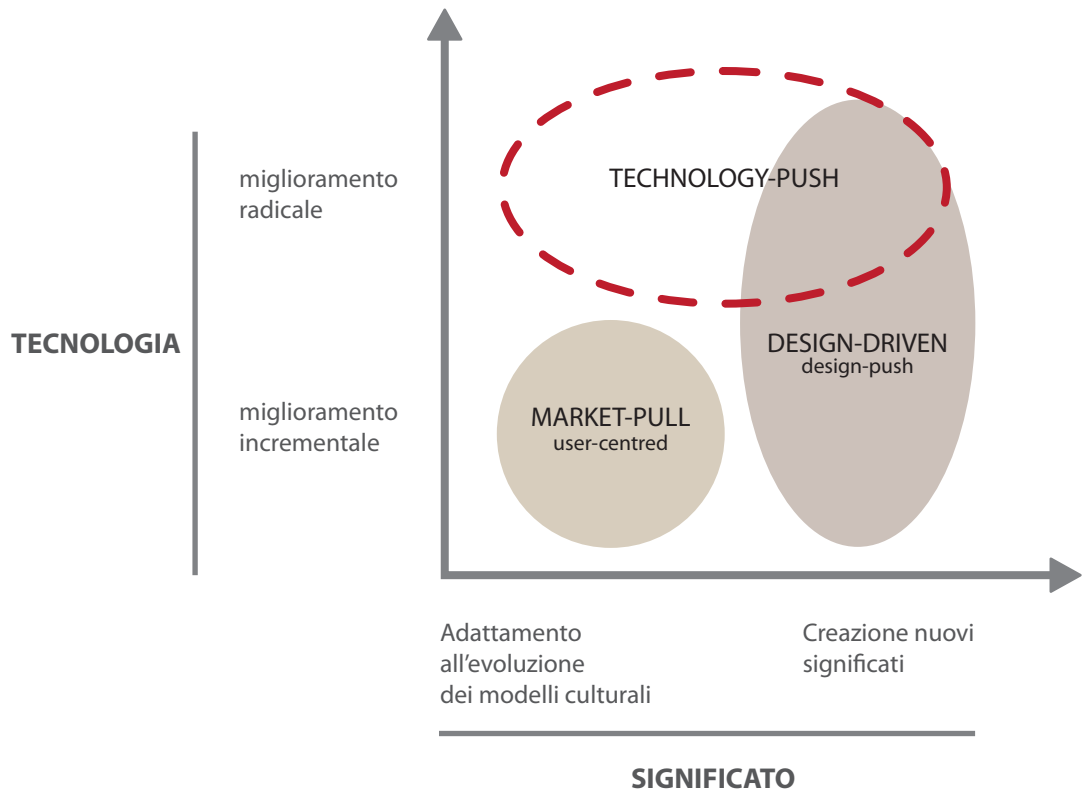 TECHNOLOGY-PUSH
miglioramento
radicale
TECNOLOGIA
DESIGN-DRIVEN
design-push
miglioramento
incrementale
MARKET-PULL
user-centred
Adattamento
all’evoluzione
dei modelli culturali
Creazione nuovi
significati
SIGNIFICATO